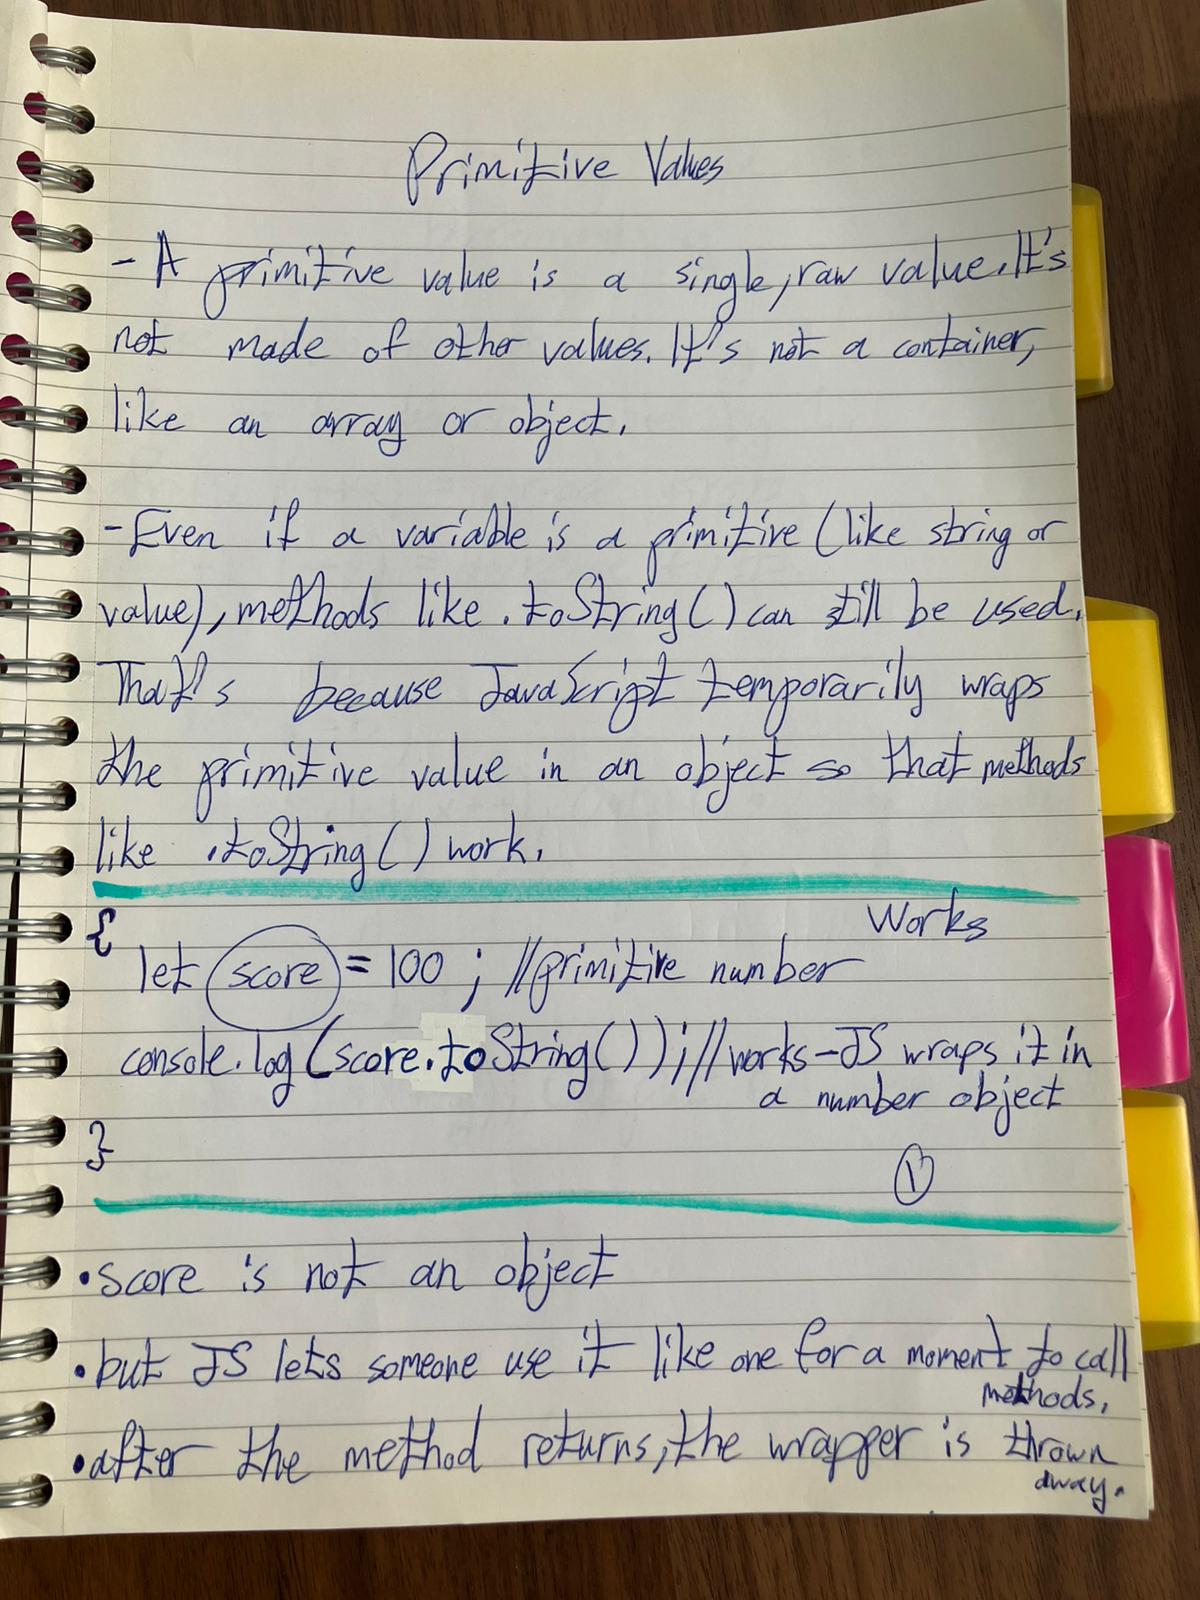 Primitive Values
- A primitive value is a single, raw value. It's
not made of other values. It's not a container,
like an array or object.
- Even if a variable is a primitive (like string or
value), methods like .toString() can still be used.
That's because JavaScript temporarily wraps
the primitive value in an object so that methods
like .toString() work.
Works
{
let score = 100 ; //primitive number
console.log(score.toString()); //works - JS wraps it in
a number object
}
1
•score is not an object
•but JS lets someone use it like one for a moment to call
methods,
•after the method returns, the wrapper is thrown
away.